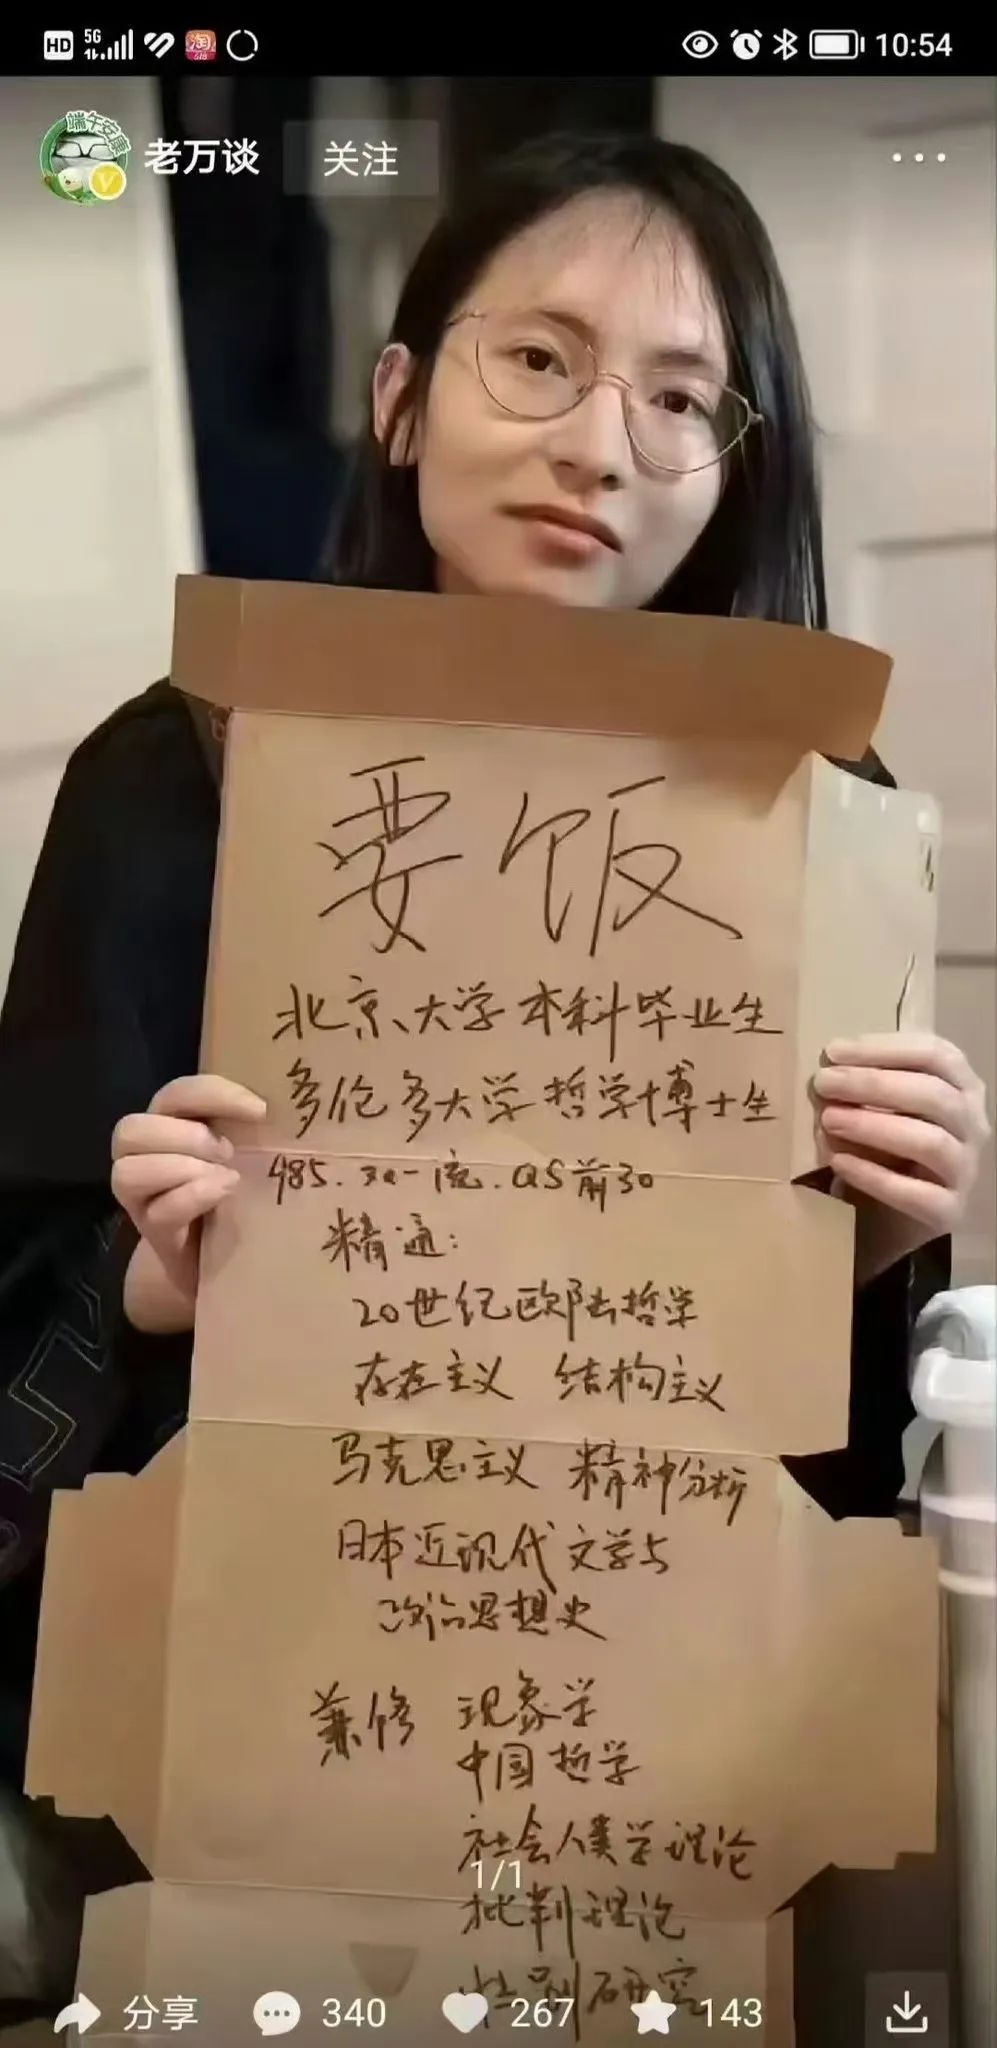 HD 5G 淘 618 10:54
端午安康
老万谈 关注
要饭
北京大学本科毕业生
多伦多大学哲学博士生
985.双一流.QS前30
精通:
20世纪欧陆哲学
存在主义 结构主义
马克思主义 精神分析
日本近现代文学与
政治思想史
兼修 现象学
中国哲学
社会人类学理论
1/1
批判理论
性别研究
分享 340 267 143